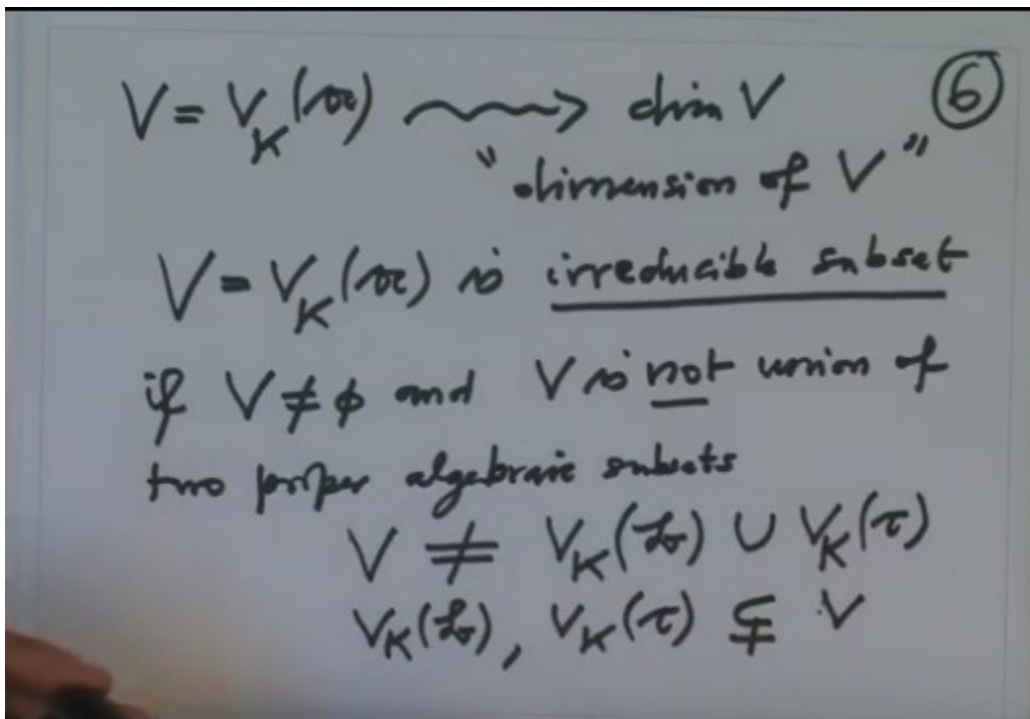 V = V_K(𝔞) ⟿ dim V ⑥
"dimension of V"
V = V_K(𝔞) is irreducible subset
if V ≠ ϕ and V is not union of
two proper algebraic subsets
V ≠ V_K(𝔟) ∪ V_K(τ)
V_K(𝔟), V_K(τ) ⊊ V